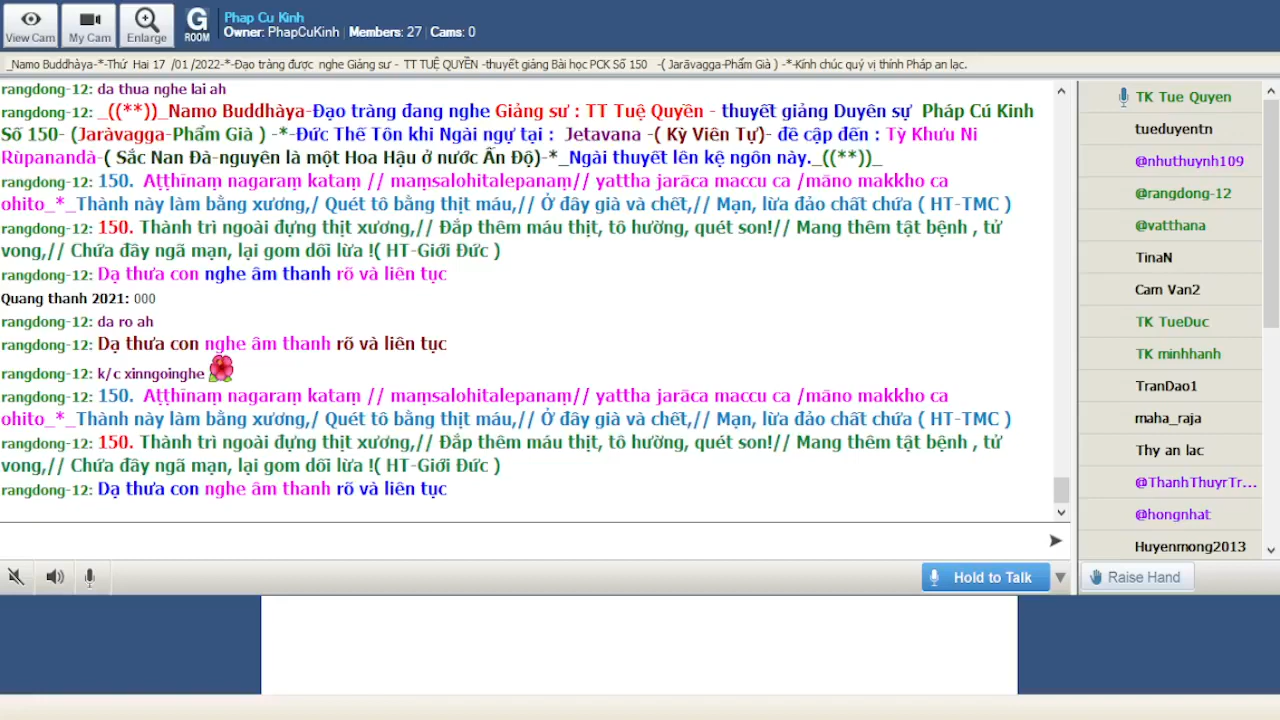 View Cam
My Cam
Enlarge
G
ROOM
Phap Cu Kinh
Owner: PhapCuKinh | Members: 27 | Cams: 0
_Namo Buddhàya-*-Thứ Hai 17 /01 /2022-*-Đạo tràng được nghe Giảng sư - TT TUỆ QUYỀN -thuyết giảng Bài học PCK Số 150 -( Jarāvagga-Phẩm Già ) -*-Kính chúc quý vị thính Pháp an lạc.
rangdong-12: da thua nghe lai ah
rangdong-12: _((**))_Namo Buddhàya-Đạo tràng đang nghe Giảng sư : TT Tuệ Quyền - thuyết giảng Duyên sự Pháp Cú Kinh
Số 150- (Jaràvagga-Phẩm Già ) -*-Đức Thế Tôn khi Ngài ngự tại : Jetavana -( Kỳ Viên Tự)- đề cập đến : Tỳ Khưu Ni
Rùpanandà-( Sắc Nan Đà-nguyên là một Hoa Hậu ở nước Ấn Độ)-*_Ngài thuyết lên kệ ngôn này._((**))_
rangdong-12: 150. Aṭṭhīnaṃ nagaraṃ kataṃ // maṃsalohitalepanaṃ// yattha jarāca maccu ca /māno makkho ca
ohito_*_Thành này làm bằng xương,/ Quét tô bằng thịt máu,// Ở đây già và chết,// Mạn, lừa đảo chất chứa ( HT-TMC )
rangdong-12: 150. Thành trì ngoài đựng thịt xương,// Đắp thêm máu thịt, tô hường, quét son!// Mang thêm tật bệnh , tử
vong,// Chứa đầy ngã mạn, lại gom dối lừa !( HT-Giới Đức )
rangdong-12: Dạ thưa con nghe âm thanh rõ và liên tục
Quang thanh 2021: 000
rangdong-12: da ro ah
rangdong-12: Dạ thưa con nghe âm thanh rõ và liên tục
rangdong-12: k/c xinngoinghe
rangdong-12: 150. Aṭṭhīnaṃ nagaraṃ kataṃ // maṃsalohitalepanaṃ// yattha jarāca maccu ca /māno makkho ca
ohito_*_Thành này làm bằng xương,/ Quét tô bằng thịt máu,// Ở đây già và chết,// Mạn, lừa đảo chất chứa ( HT-TMC )
rangdong-12: 150. Thành trì ngoài đựng thịt xương,// Đắp thêm máu thịt, tô hường, quét son!// Mang thêm tật bệnh , tử
vong,// Chứa đầy ngã mạn, lại gom dối lừa !( HT-Giới Đức )
rangdong-12: Dạ thưa con nghe âm thanh rõ và liên tục
Hold to Talk
TK Tue Quyen
tueduyentn
@nhuthuynh109
@rangdong-12
@vatthana
TinaN
Cam Van2
TK TueDuc
TK minhhanh
TranDao1
maha_raja
Thy an lac
@ThanhThuyrTr...
@hongnhat
Huyenmong2013
Raise Hand